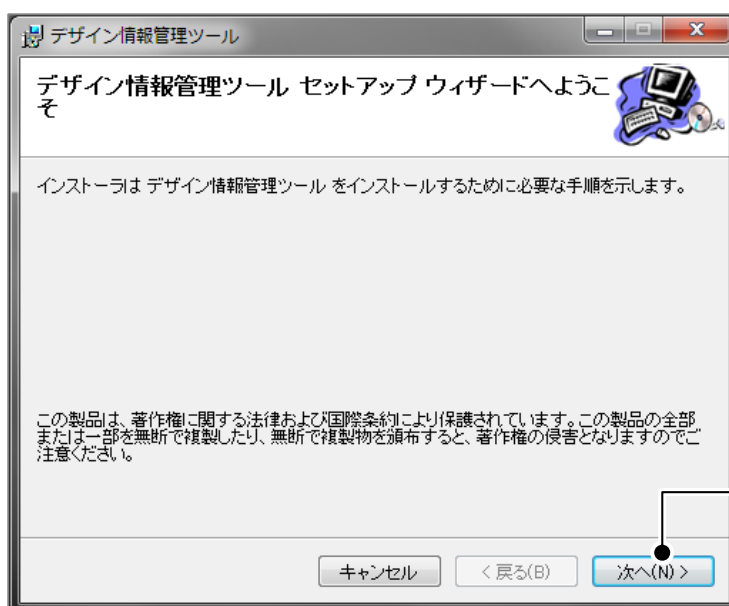 デザイン情報管理ツール
デザイン情報管理ツール セットアップ ウィザードへようこ
そ
インストーラは デザイン情報管理ツール をインストールするために必要な手順を示します。
この製品は、著作権に関する法律および国際条約により保護されています。この製品の全部
または一部を無断で複製したり、無断で複製物を頒布すると、著作権の侵害となりますのでご
注意ください。
キャンセル
< 戻る(B)
次へ(N) >